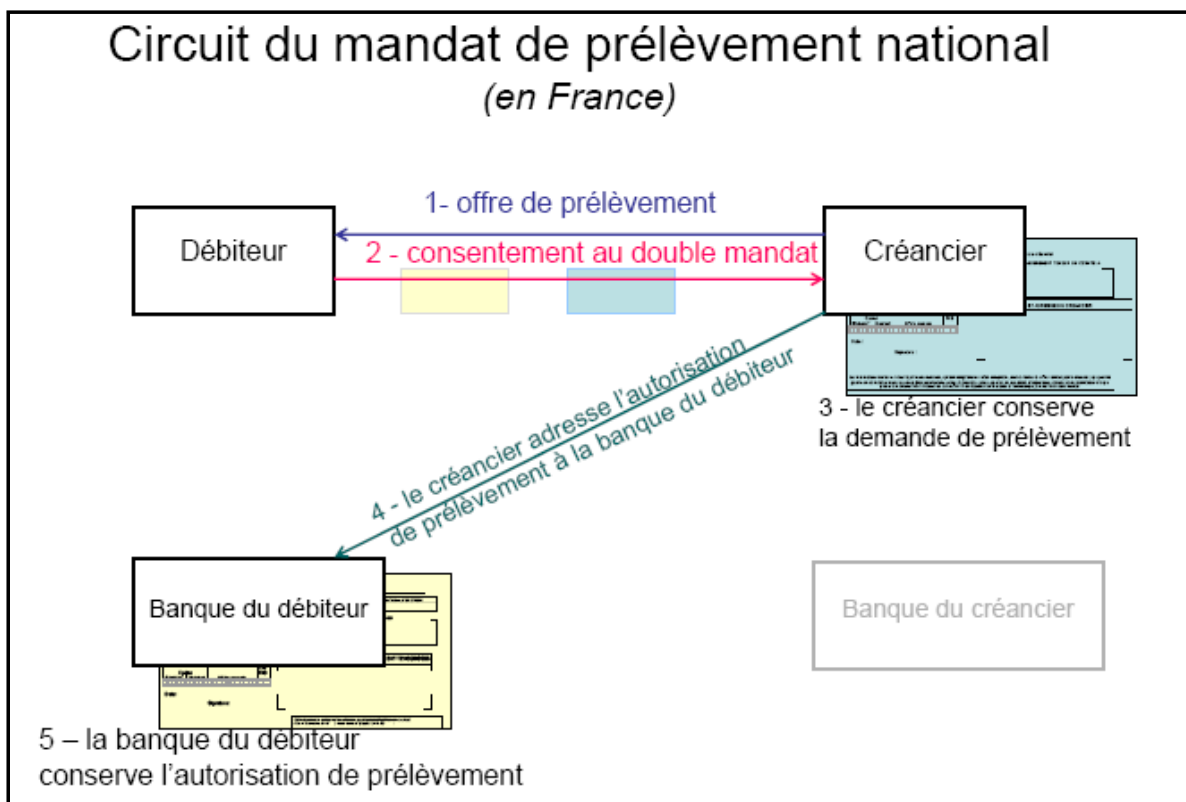 Circuit du mandat de prélèvement national
(en France)
1- offre de prélèvement
Débiteur
Créancier
2 - consentement au double mandat
3 - le créancier conserve
la demande de prélèvement
4 - le créancier adresse l'autorisation
de prélèvement à la banque du débiteur
Banque du débiteur
Banque du créancier
5 – la banque du débiteur
conserve l'autorisation de prélèvement